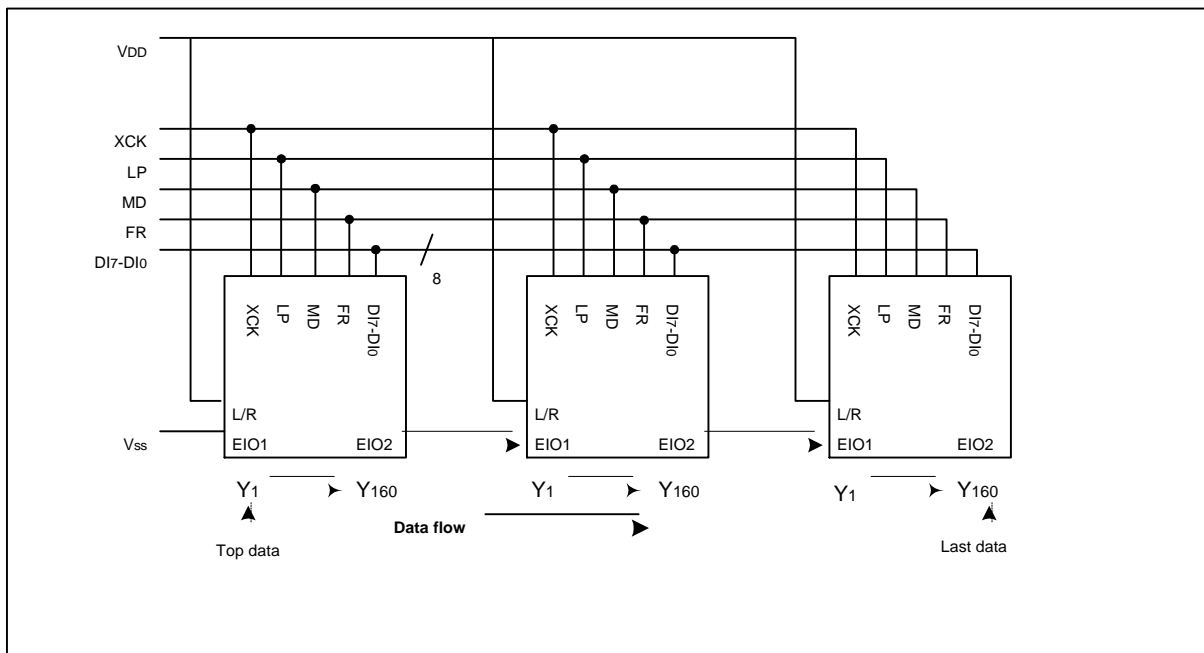 VDD
XCK
LP
MD
FR
DI7-DI0
8
XCK LP MD FR DI7-DI0
XCK LP MD FR DI7-DI0
XCK LP MD FR DI7-DI0
L/R
L/R
L/R
Vss
EIO1 EIO2
EIO1 EIO2
EIO1 EIO2
Y1 Y160
Y1 Y160
Y1 Y160
Data flow
Top data
Last data